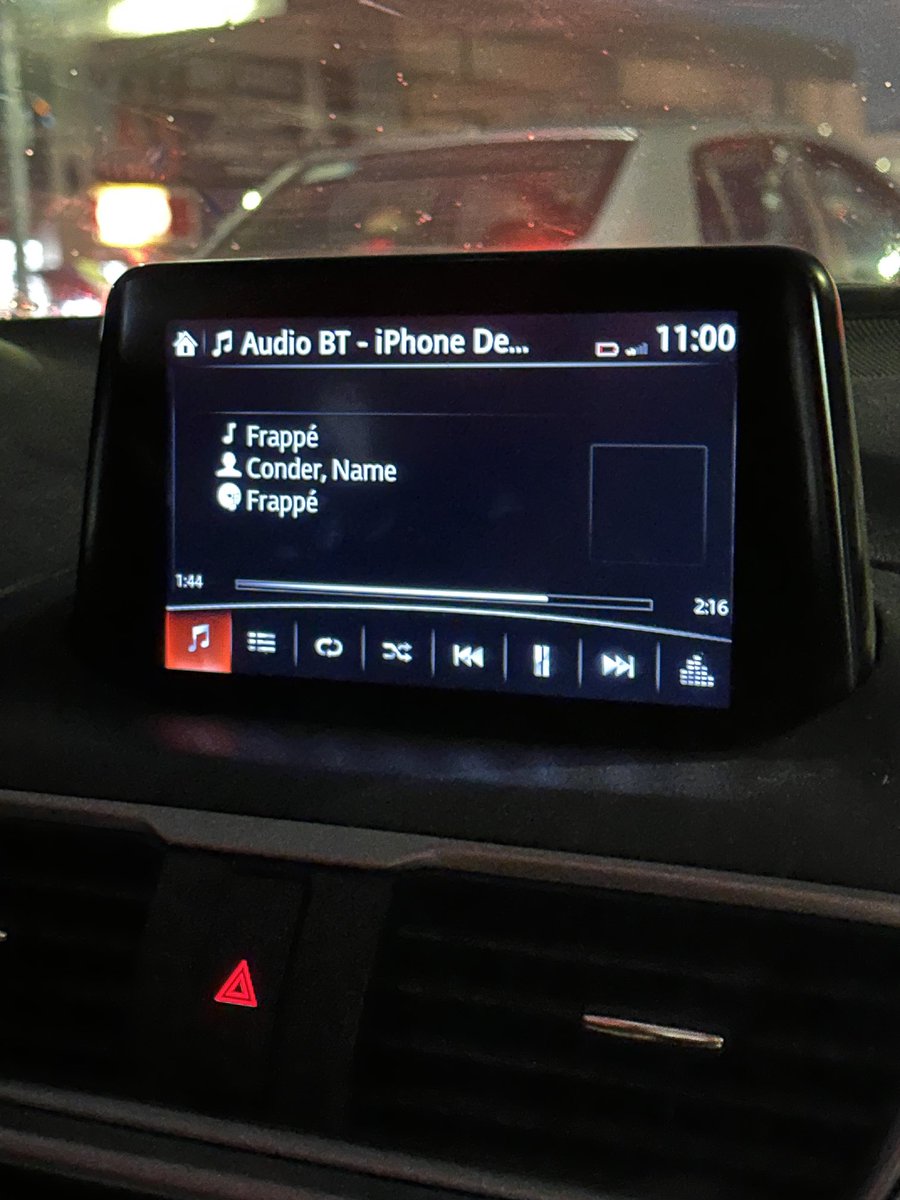 Audio BT - iPhone De...
11:00
Frappé
Conder, Name
Frappé
1:44
2:16